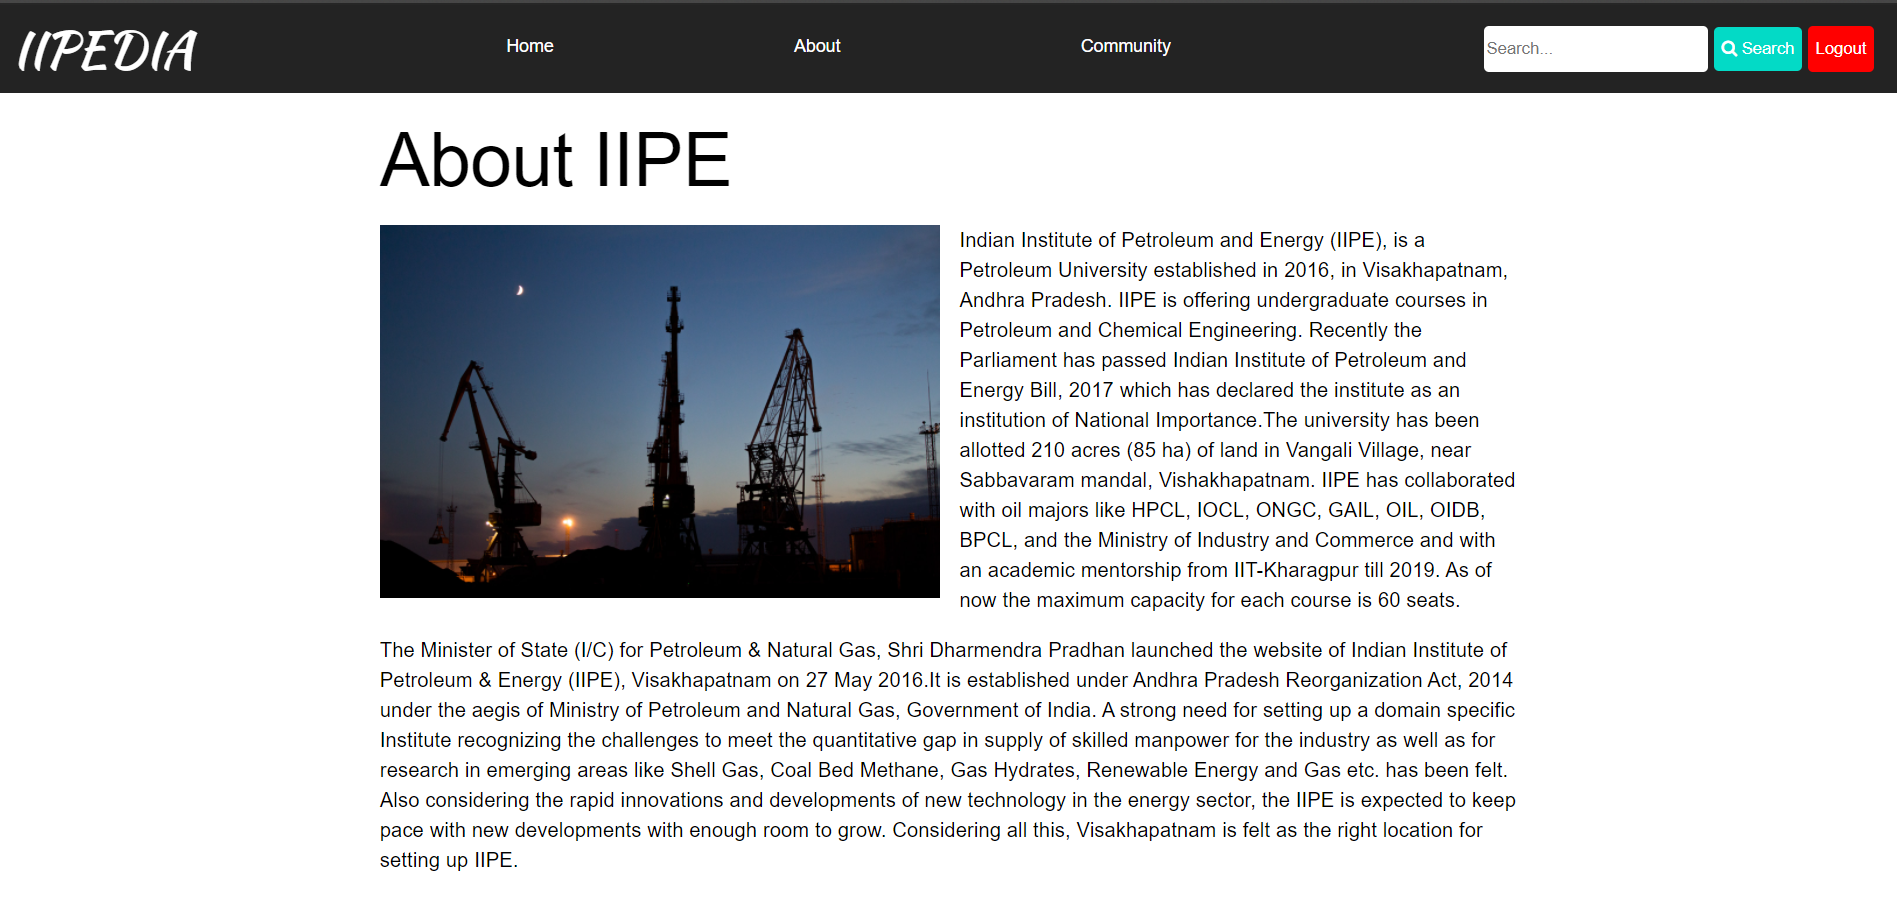 IIPEDIA
Home
About
Community
Search...
Search
Logout
About IIPE
Indian Institute of Petroleum and Energy (IIPE), is a
Petroleum University established in 2016, in Visakhapatnam,
Andhra Pradesh. IIPE is offering undergraduate courses in
Petroleum and Chemical Engineering. Recently the
Parliament has passed Indian Institute of Petroleum and
Energy Bill, 2017 which has declared the institute as an
institution of National Importance.The university has been
allotted 210 acres (85 ha) of land in Vangali Village, near
Sabbavaram mandal, Vishakhapatnam. IIPE has collaborated
with oil majors like HPCL, IOCL, ONGC, GAIL, OIL, OIDB,
BPCL, and the Ministry of Industry and Commerce and with
an academic mentorship from IIT-Kharagpur till 2019. As of
now the maximum capacity for each course is 60 seats.
The Minister of State (I/C) for Petroleum & Natural Gas, Shri Dharmendra Pradhan launched the website of Indian Institute of
Petroleum & Energy (IIPE), Visakhapatnam on 27 May 2016.It is established under Andhra Pradesh Reorganization Act, 2014
under the aegis of Ministry of Petroleum and Natural Gas, Government of India. A strong need for setting up a domain specific
Institute recognizing the challenges to meet the quantitative gap in supply of skilled manpower for the industry as well as for
research in emerging areas like Shell Gas, Coal Bed Methane, Gas Hydrates, Renewable Energy and Gas etc. has been felt.
Also considering the rapid innovations and developments of new technology in the energy sector, the IIPE is expected to keep
pace with new developments with enough room to grow. Considering all this, Visakhapatnam is felt as the right location for
setting up IIPE.